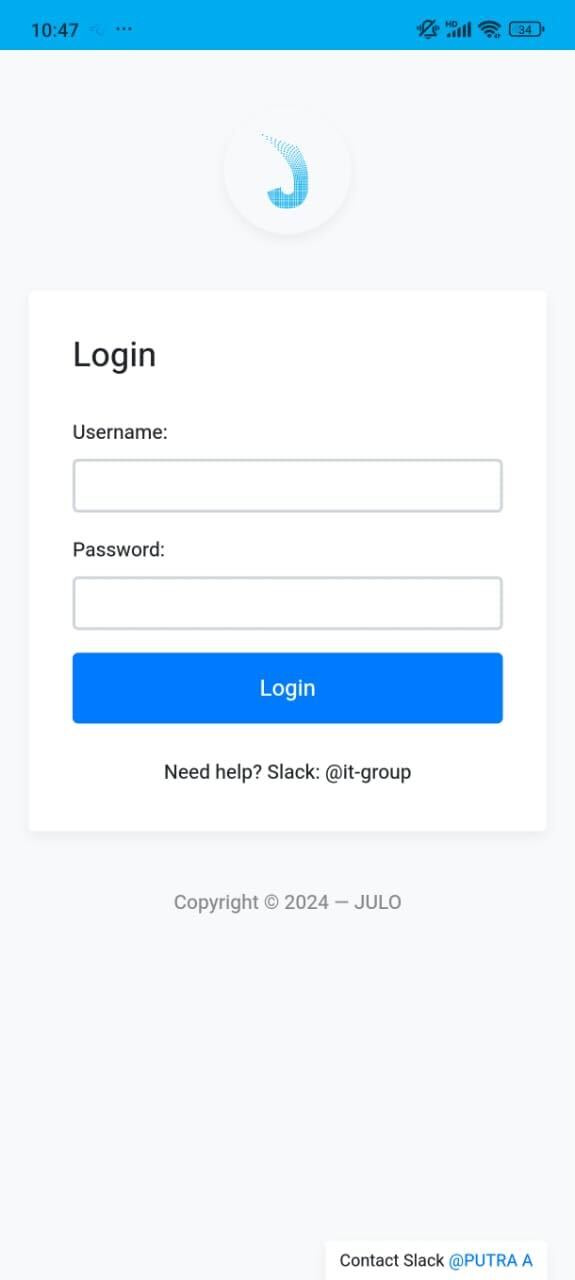 10:47
HD
34
Login
Username:
Password:
Login
Need help? Slack: @it-group
Copyright © 2024 — JULO
Contact Slack @PUTRA A